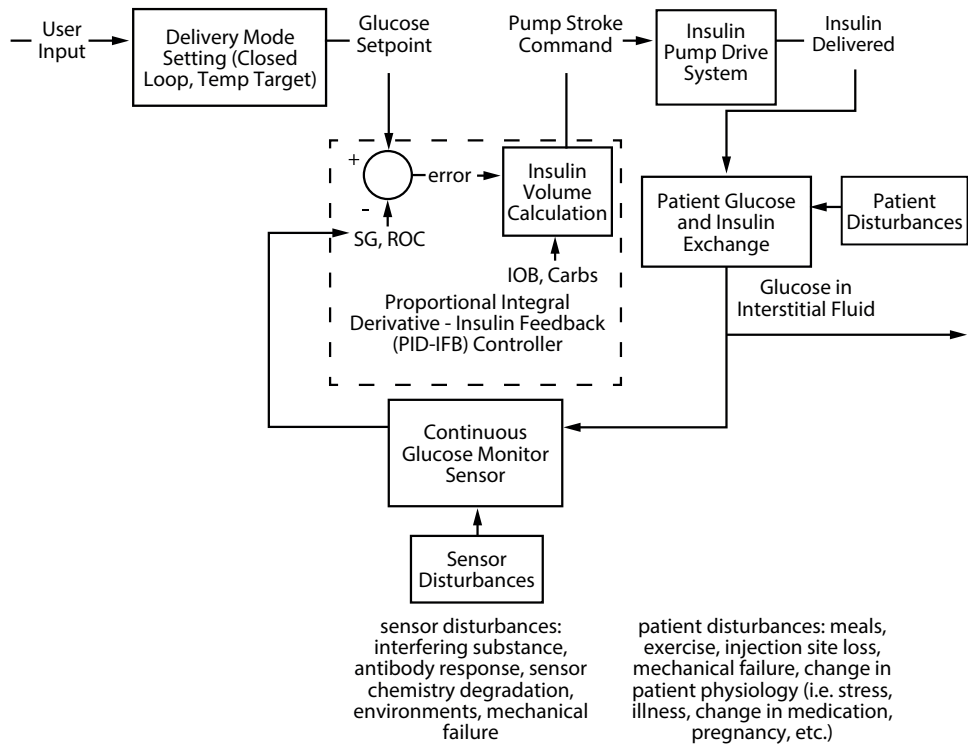 User
Input
Delivery Mode
Setting (Closed
Loop, Temp Target)
Glucose
Setpoint
Pump Stroke
Command
Insulin
Pump Drive
System
Insulin
Delivered
+
-
error
Insulin
Volume
Calculation
SG, ROC
IOB, Carbs
Proportional Integral
Derivative - Insulin Feedback
(PID-IFB) Controller
Patient Glucose
and Insulin
Exchange
Patient
Disturbances
Glucose in
Interstitial Fluid
Continuous
Glucose Monitor
Sensor
Sensor
Disturbances
sensor disturbances:
interfering substance,
antibody response, sensor
chemistry degradation,
environments, mechanical
failure
patient disturbances: meals,
exercise, injection site loss,
mechanical failure, change in
patient physiology (i.e. stress,
illness, change in medication,
pregnancy, etc.)